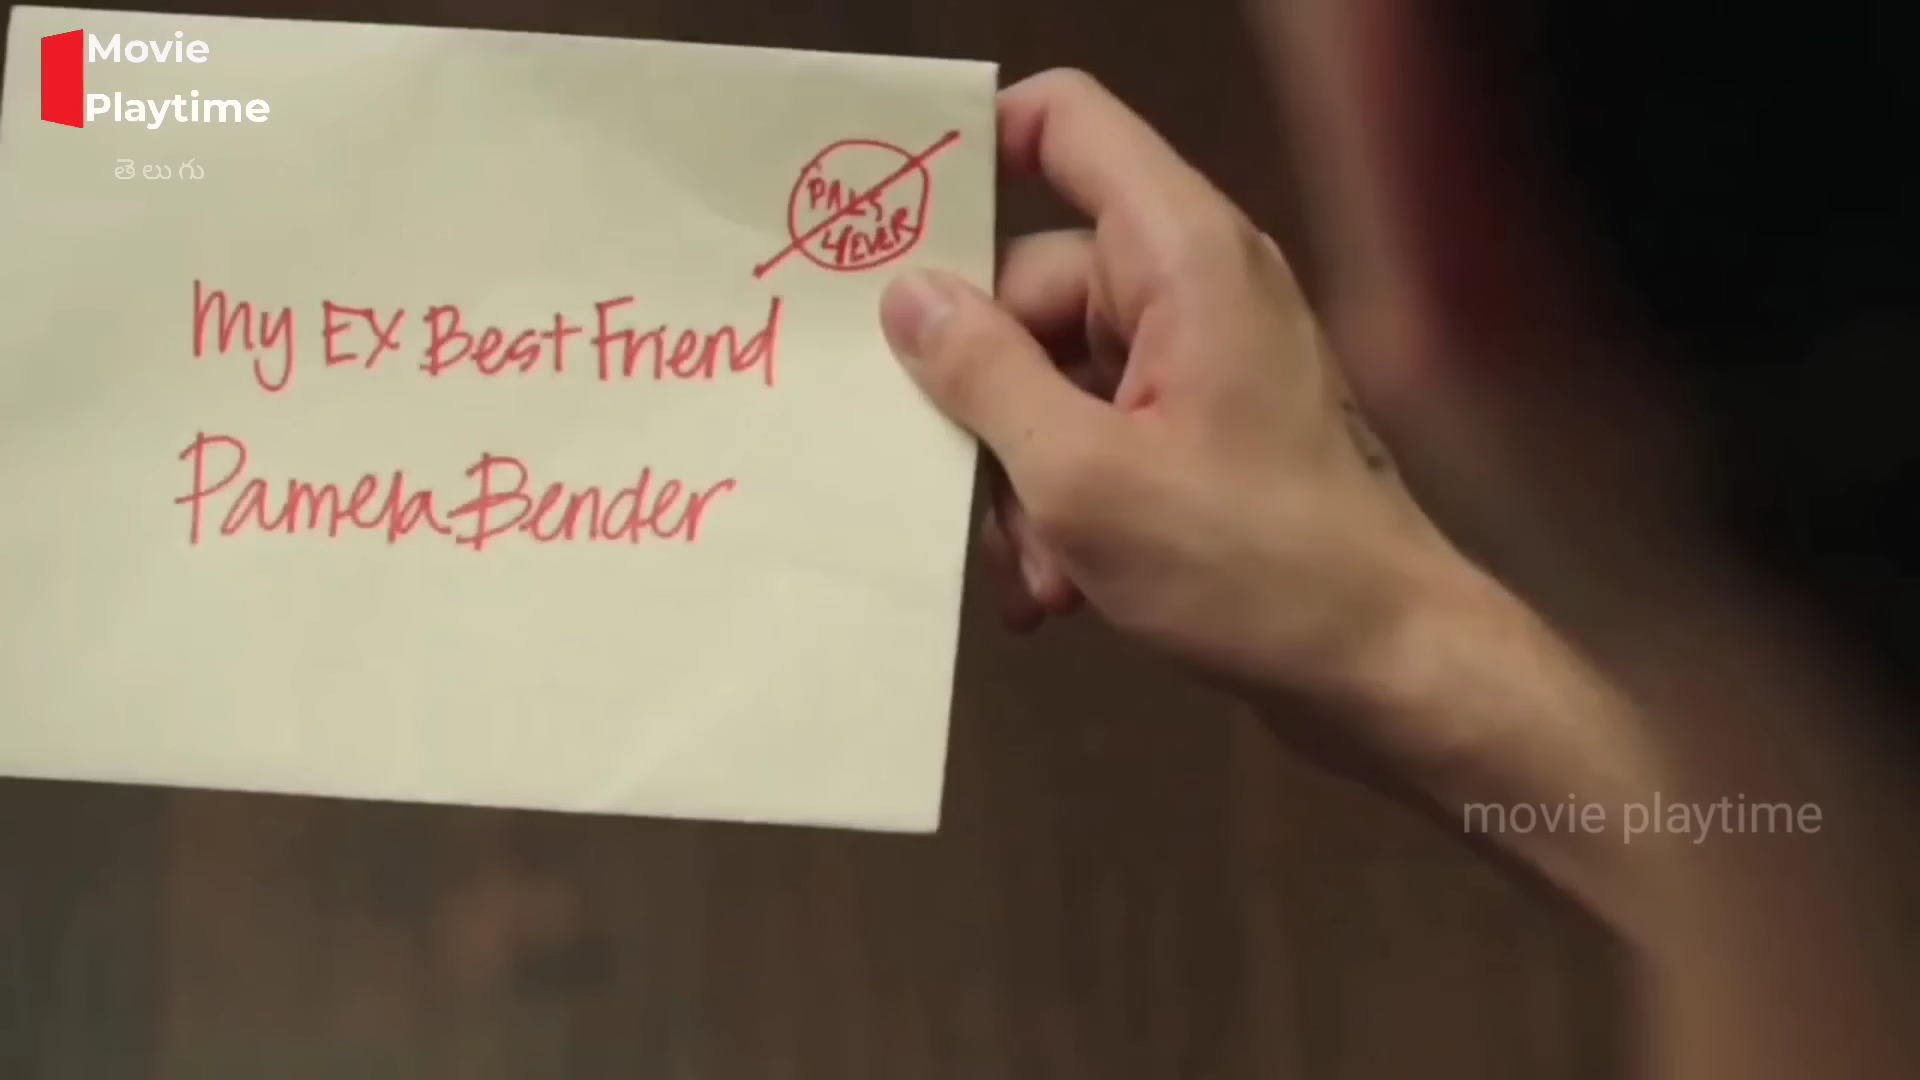 Movie
Playtime
తెలుగు
PALS
4EVER
My EX Best Friend
Pamela Bender
movie playtime